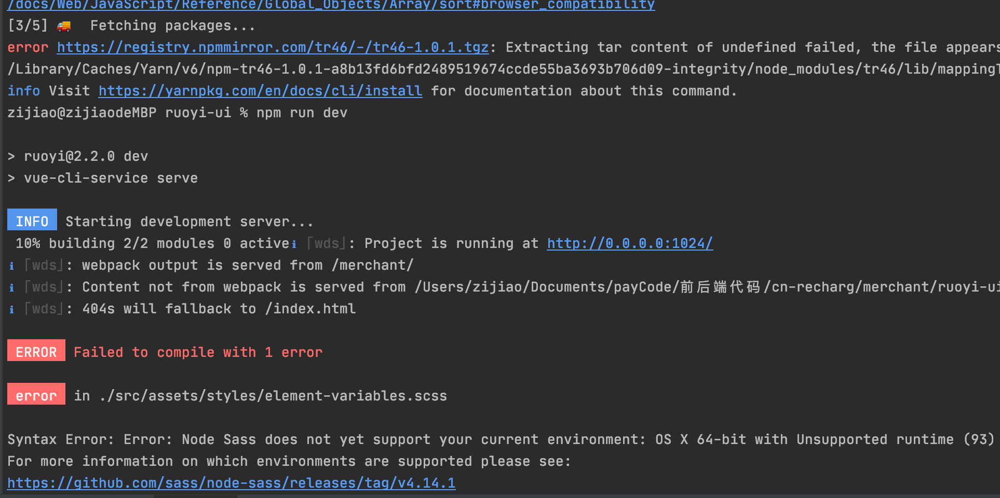 /docs/Web/JavaScript/Reference/Global_Objects/Array/sort#browser_compatibility
[3/5] 🚚  Fetching packages...
error https://registry.npmmirror.com/tr46/-/tr46-1.0.1.tgz: Extracting tar content of undefined failed, the file appears
/Library/Caches/Yarn/v6/npm-tr46-1.0.1-a8b13fd6bfd2489519674ccde55ba3693b706d09-integrity/node_modules/tr46/lib/mappingT
info Visit https://yarnpkg.com/en/docs/cli/install for documentation about this command.
zijiao@zijiaodeMBP ruoyi-ui % npm run dev
> ruoyi@2.2.0 dev
> vue-cli-service serve
INFO Starting development server...
10% building 2/2 modules 0 activeℹ ｢wds｣: Project is running at http://0.0.0.0:1024/
ℹ ｢wds｣: webpack output is served from /merchant/
ℹ ｢wds｣: Content not from webpack is served from /Users/zijiao/Documents/payCode/前后端代码/cn-recharg/merchant/ruoyi-ui
ℹ ｢wds｣: 404s will fallback to /index.html
ERROR Failed to compile with 1 error
error in ./src/assets/styles/element-variables.scss
Syntax Error: Error: Node Sass does not yet support your current environment: OS X 64-bit with Unsupported runtime (93)
For more information on which environments are supported please see:
https://github.com/sass/node-sass/releases/tag/v4.14.1